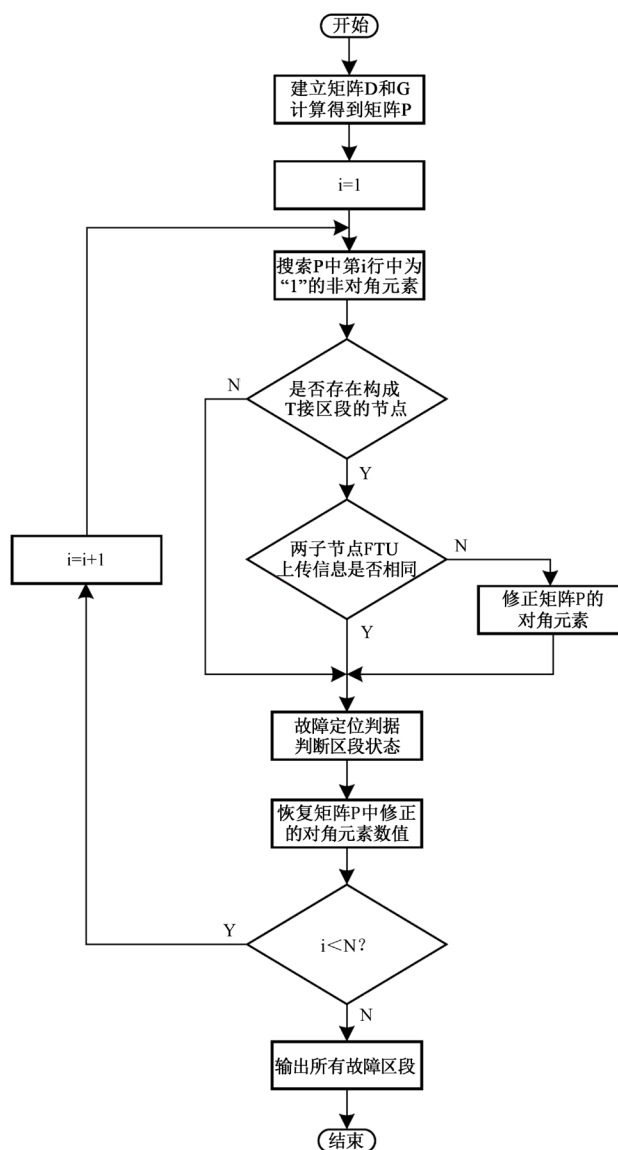 开始
建立矩阵D和G
计算得到矩阵P
i=1
搜索P中第i行中为
“1”的非对角元素
N
是否存在构成
T接区段的节点
Y
i=i+1
两子节点FTU
上传信息是否相同
N
修正矩阵P的
对角元素
Y
故障定位判据
判断区段状态
恢复矩阵P中修正
的对角元素数值
Y
i＜N?
N
输出所有故障区段
结束